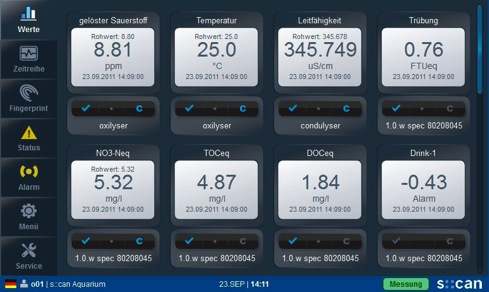 Werte
Zeitreihe
Fingerprint
Status
Alarm
Menü
Service
gelöster Sauerstoff
Rohwert: 8.80
8.81
ppm
23.09.2011 14:09:00
C
oxilyser
Temperatur
Rohwert: 25.0
25.0
°C
23.09.2011 14:09:00
C
oxilyser
Leitfähigkeit
Rohwert: 345.678
345.749
uS/cm
23.09.2011 14:09:00
C
condulyser
Trübung
0.76
FTUeq
23.09.2011 14:09:00
C
1.0.w spec 80208045
NO3-Neq
Rohwert: 5.32
5.32
mg/l
23.09.2011 14:09:00
C
1.0.w spec 80208045
TOCeq
4.87
mg/l
23.09.2011 14:09:00
C
1.0.w spec 80208045
DOCeq
1.84
mg/l
23.09.2011 14:09:00
C
1.0.w spec 80208045
Drink-1
-0.43
Alarm
23.09.2011 14:09:00
C
1.0.w spec 80208045
o01 | s::can Aquarium
23.SEP | 14:11
Messung
s::can